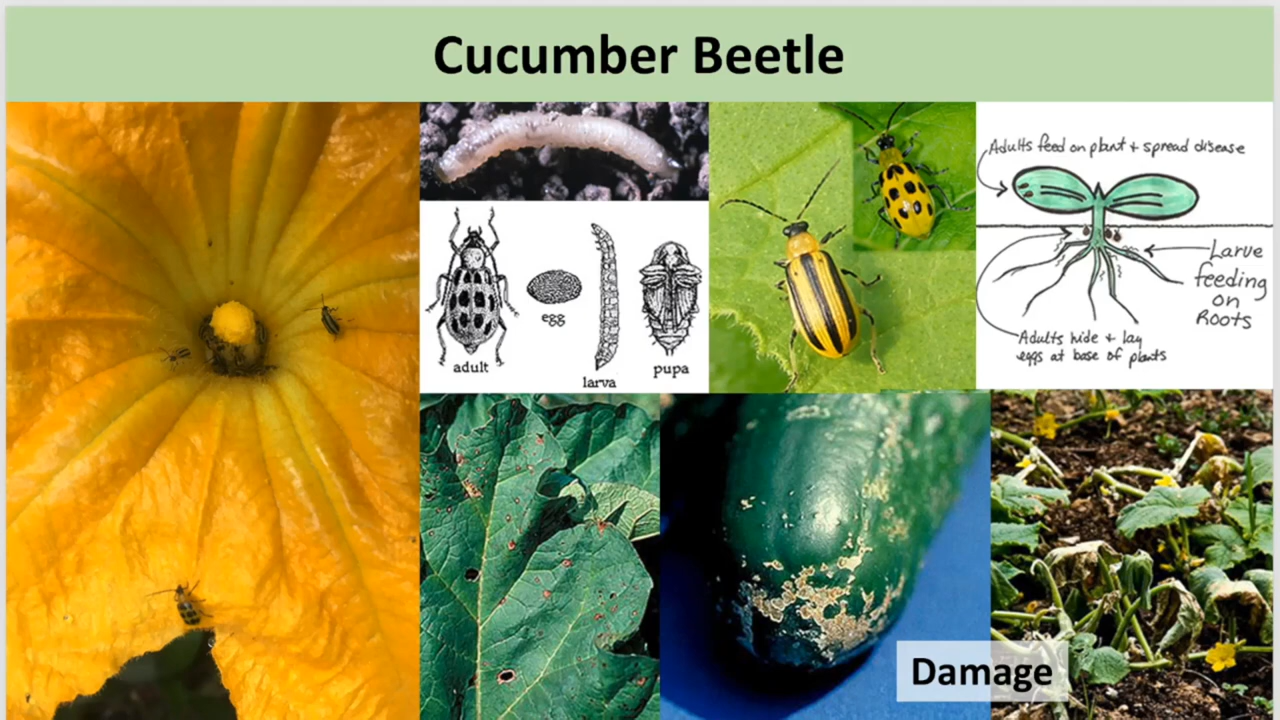 Cucumber Beetle
adult
egg
larva
pupa
Adults feed on plant + spread disease
Larve
feeding
on
Roots
Adults hide + lay
eggs at base of plants
Damage